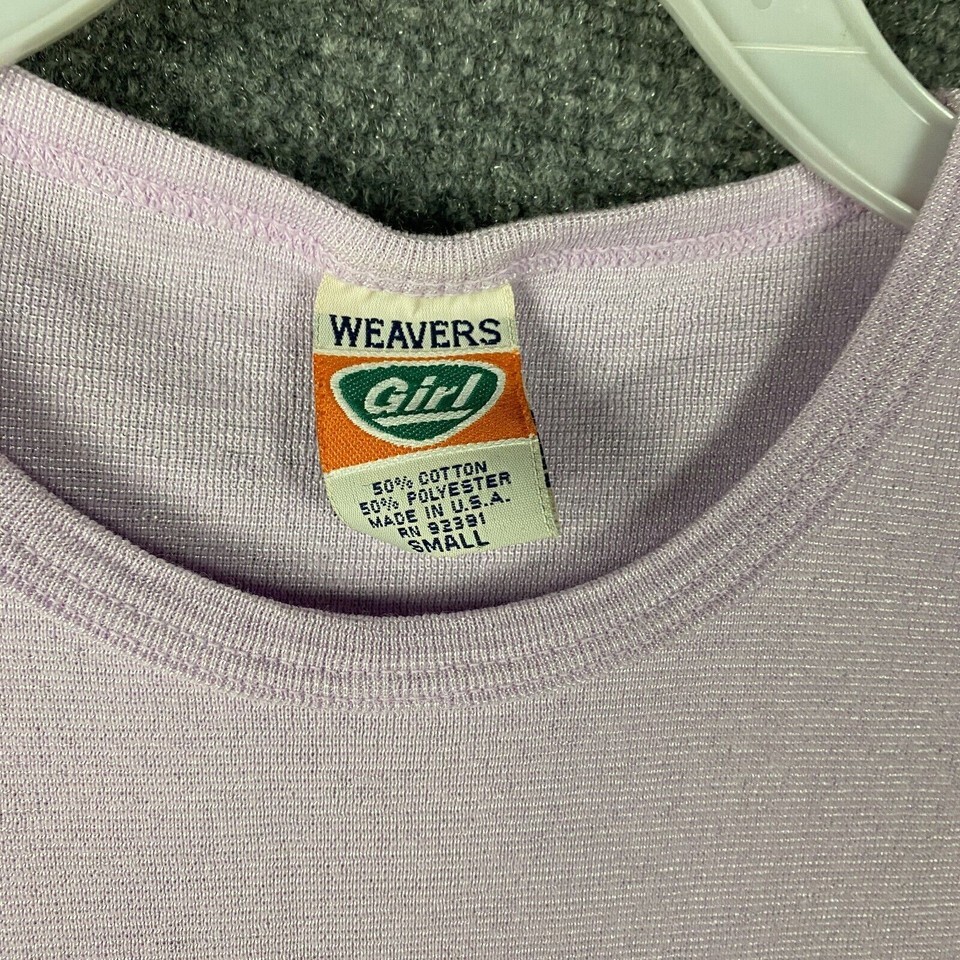 WEAVERS
Girl
50% COTTON
50% POLYESTER
MADE IN U.S.A.
RN 92391
SMALL